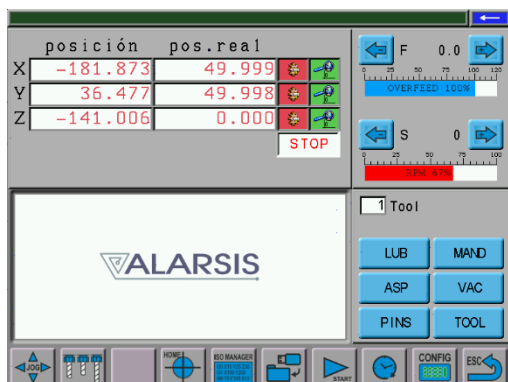 posición pos.real
X -181.873 49.999
Y 36.477 49.998
Z -141.006 0.000
STOP
F 0.0
0 25 50 75 100 120
OVERFEED 100%
S 0
0 25 50 75 100
RPM 67%
1 Tool
ALARSIS
LUB MAND
ASP VAC
PINS TOOL
JOG
HOME
ISO MANAGER
START
CONFIG
ESC